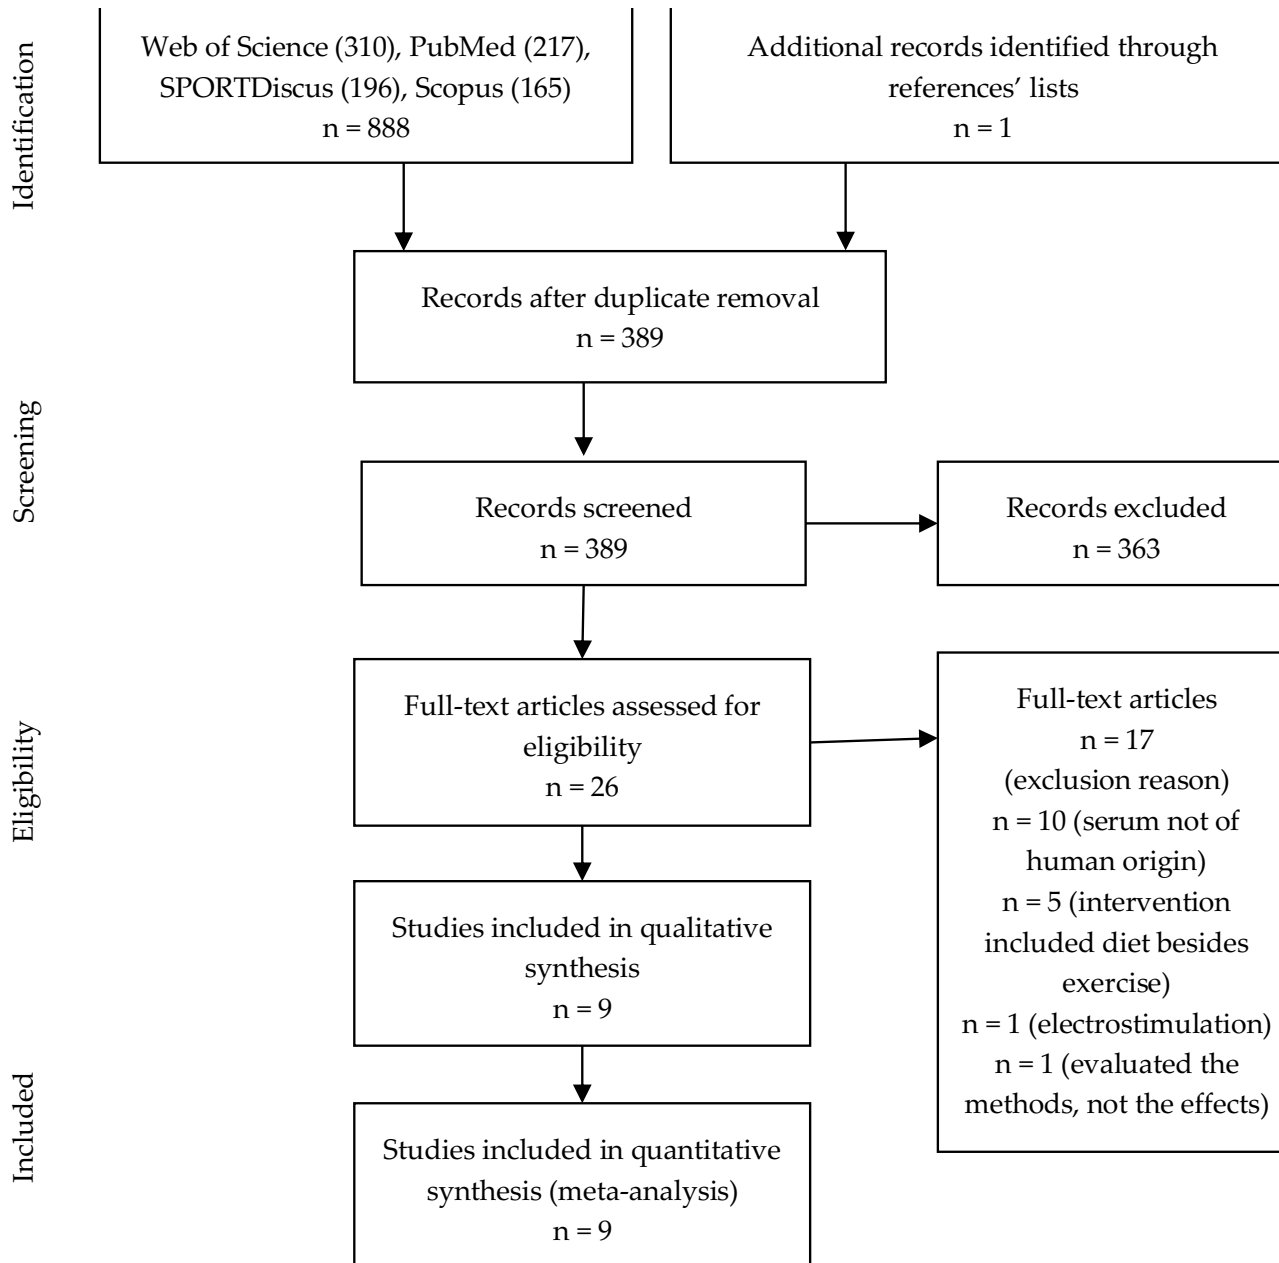 Identification
Web of Science (310), PubMed (217),
SPORTDiscus (196), Scopus (165)
n = 888
Additional records identified through
references’ lists
n = 1
Records after duplicate removal
n = 389
Screening
Records screened
n = 389
Records excluded
n = 363
Eligibility
Full-text articles assessed for
eligibility
n = 26
Full-text articles
n = 17
(exclusion reason)
n = 10 (serum not of
human origin)
n = 5 (intervention
included diet besides
exercise)
n = 1 (electrostimulation)
n = 1 (evaluated the
methods, not the effects)
Studies included in qualitative
synthesis
n = 9
Included
Studies included in quantitative
synthesis (meta-analysis)
n = 9